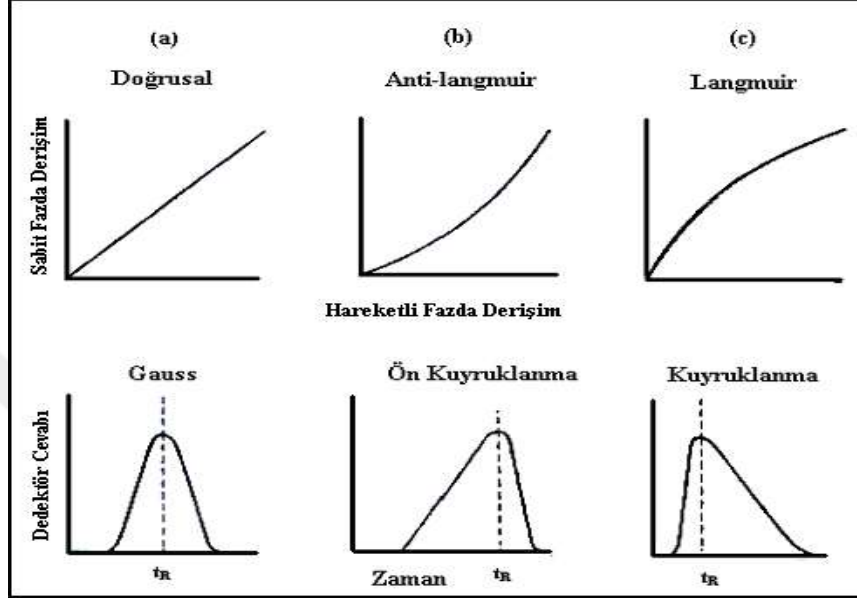 (a) (b) (c)
Doğrusal Anti-langmuir Langmuir
Sabit Fazda Derişim
Hareketli Fazda Derişim
Gauss Ön Kuyruklanma Kuyruklanma
Dedektör Cevabı
tR Zaman tR tR